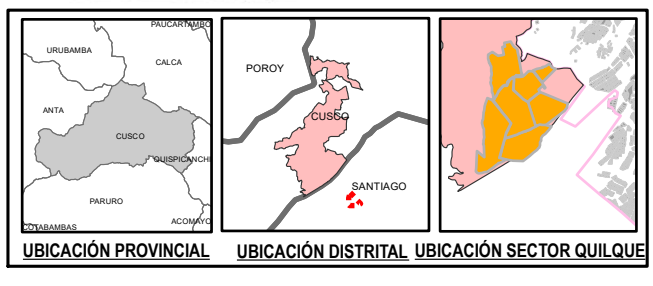 PAUCARTAMBO
URUBAMBA
CALCA
ANTA
CUSCO
QUISPICANCHI
PARURO
ACOMAYO
COTABAMBAS
UBICACIÓN PROVINCIAL
POROY
CUSCO
SANTIAGO
UBICACIÓN DISTRITAL
UBICACIÓN SECTOR QUILQUE